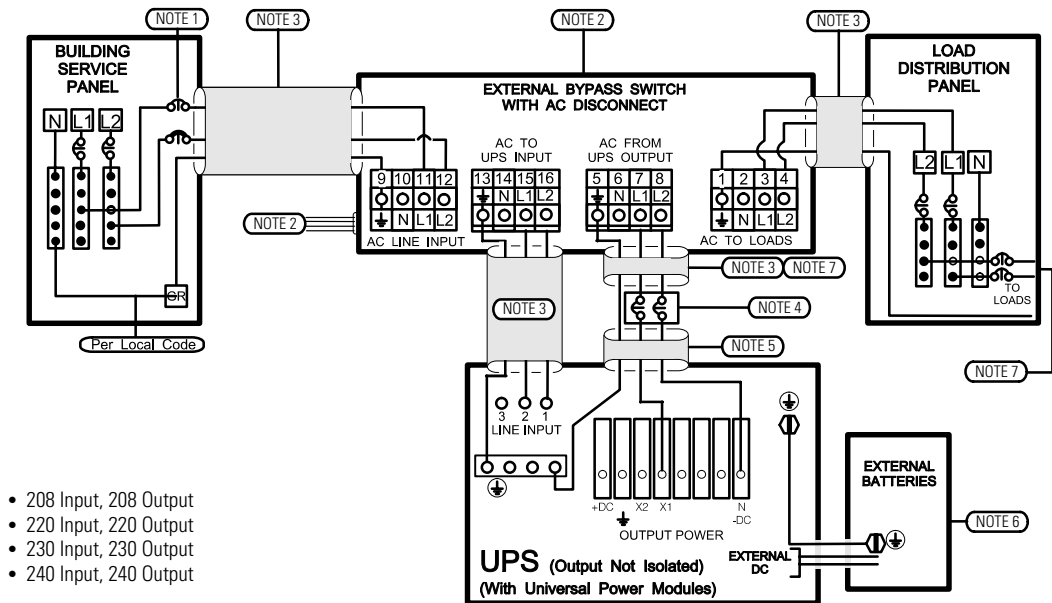 NOTE 1
NOTE 3
NOTE 2
NOTE 3
BUILDING
SERVICE
PANEL
N L1 L2
GR
Per Local Code
NOTE 2
EXTERNAL BYPASS SWITCH
WITH AC DISCONNECT
AC TO
UPS INPUT
AC FROM
UPS OUTPUT
9 10 11 12
N L1 L2
AC LINE INPUT
13 14 15 16
N L1 L2
5 6 7 8
N L1 L2
1 2 3 4
N L1 L2
AC TO LOADS
LOAD
DISTRIBUTION
PANEL
L2 L1 N
TO
LOADS
NOTE 3
NOTE 3 NOTE 7
NOTE 4
NOTE 5
NOTE 7
3 2 1
LINE INPUT
+DC X2 X1 N
-DC
OUTPUT POWER
UPS (Output Not Isolated)
(With Universal Power Modules)
EXTERNAL
DC
EXTERNAL
BATTERIES
NOTE 6
• 208 Input, 208 Output
• 220 Input, 220 Output
• 230 Input, 230 Output
• 240 Input, 240 Output